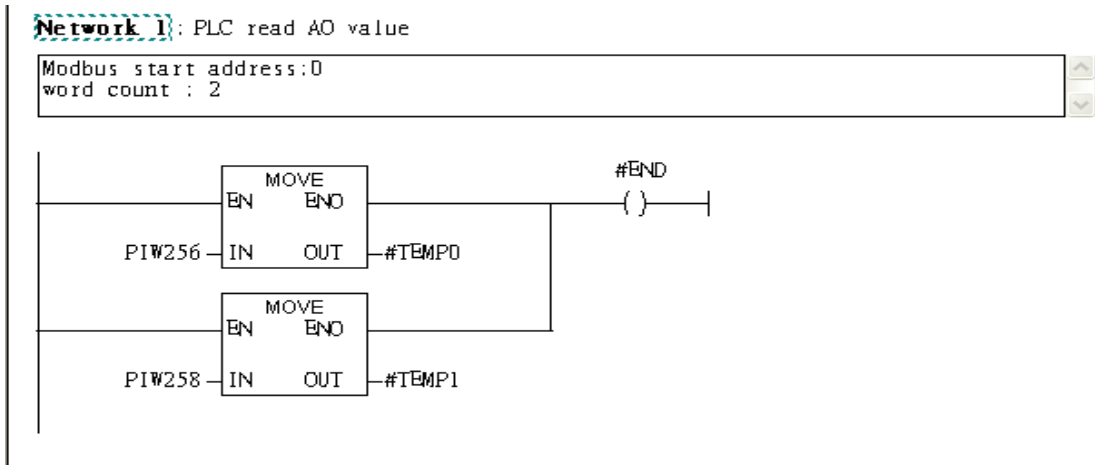 Network 1: PLC read AO value
Modbus start address:0
word count : 2
#END
MOVE
EN ENO
PIW256 IN OUT #TEMP0
MOVE
EN ENO
PIW258 IN OUT #TEMP1